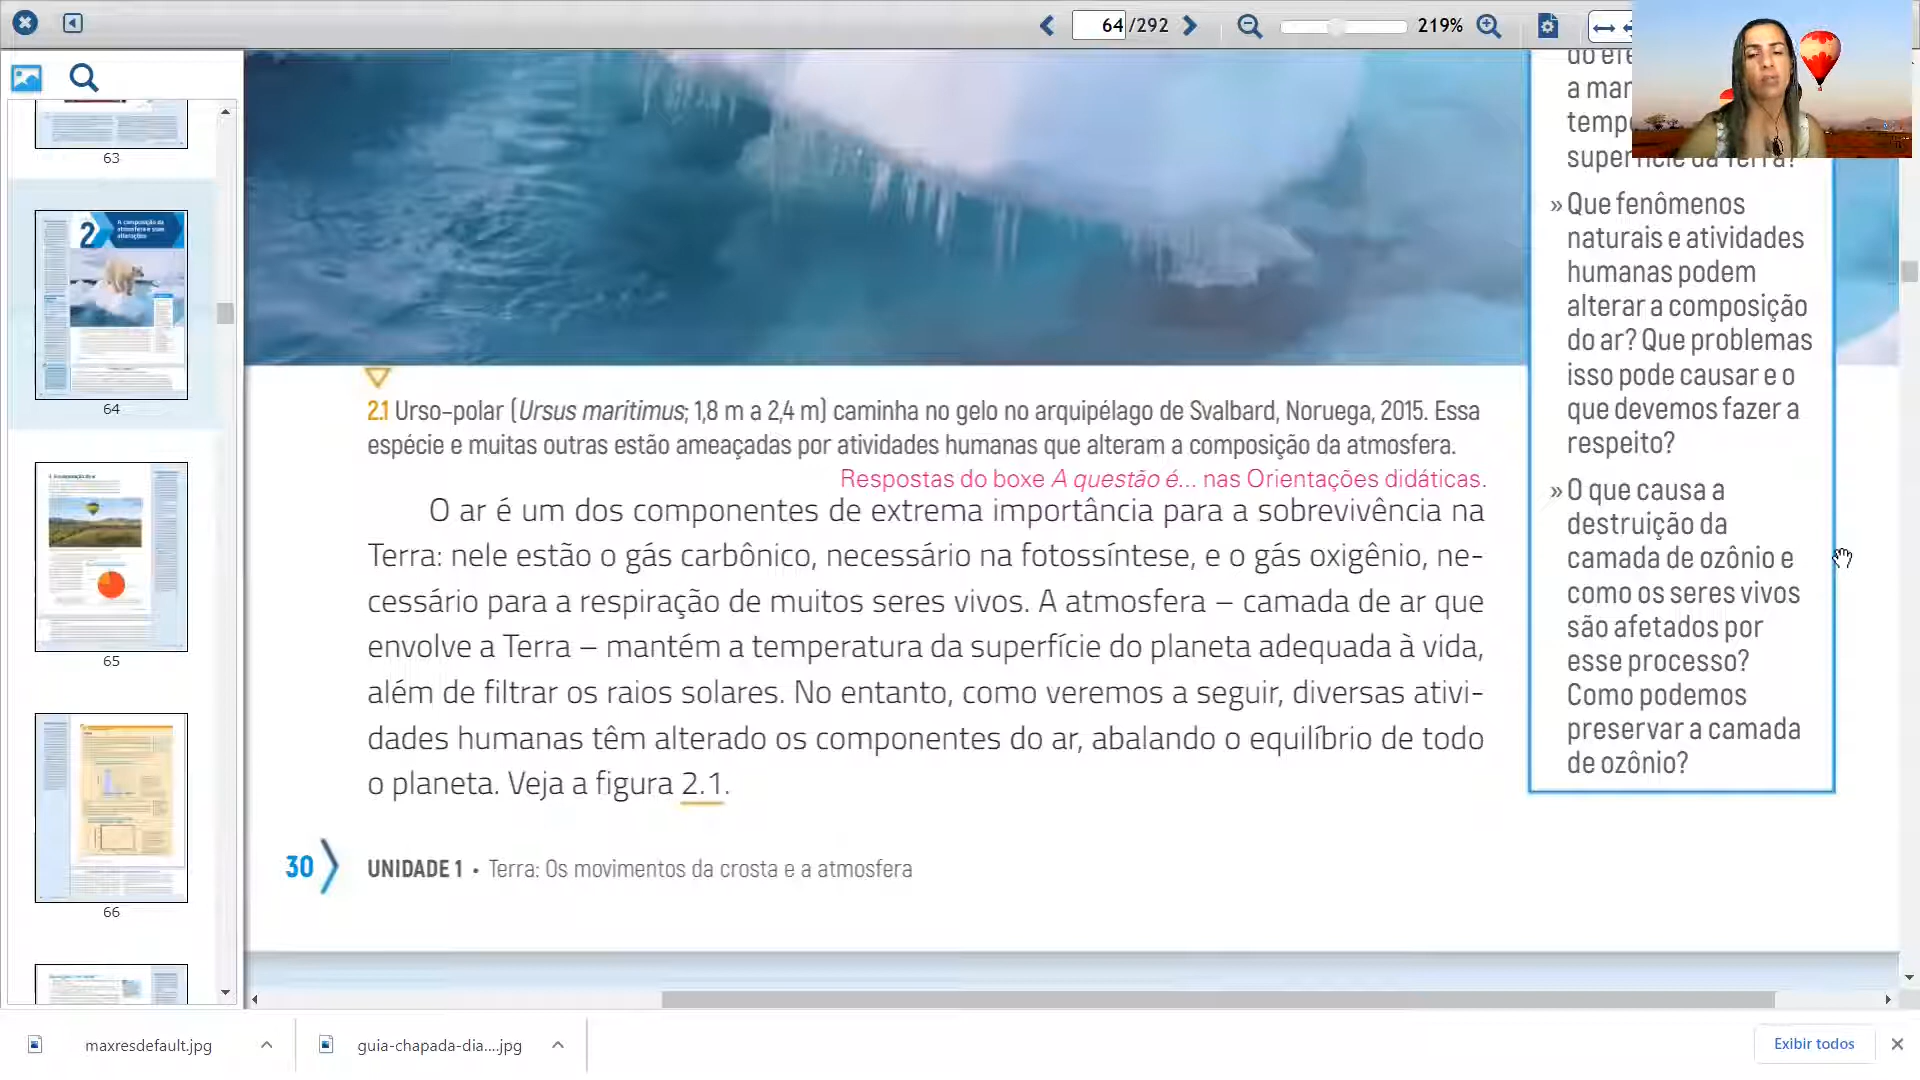 64 /292
219%
63
2
A composição da
atmosfera e suas
alterações
64
65
66
a mar
temp
superfície da Terra?
» Que fenômenos
naturais e atividades
humanas podem
alterar a composição
do ar? Que problemas
isso pode causar e o
que devemos fazer a
respeito?
» O que causa a
destruição da
camada de ozônio e
como os seres vivos
são afetados por
esse processo?
Como podemos
preservar a camada
de ozônio?
2.1 Urso-polar (Ursus maritimus; 1,8 m a 2,4 m) caminha no gelo no arquipélago de Svalbard, Noruega, 2015. Essa
espécie e muitas outras estão ameaçadas por atividades humanas que alteram a composição da atmosfera.
Respostas do boxe A questão é... nas Orientações didáticas.
O ar é um dos componentes de extrema importância para a sobrevivência na
Terra: nele estão o gás carbônico, necessário na fotossíntese, e o gás oxigênio, ne-
cessário para a respiração de muitos seres vivos. A atmosfera – camada de ar que
envolve a Terra – mantém a temperatura da superfície do planeta adequada à vida,
além de filtrar os raios solares. No entanto, como veremos a seguir, diversas ativi-
dades humanas têm alterado os componentes do ar, abalando o equilíbrio de todo
o planeta. Veja a figura 2.1.
30 UNIDADE 1 • Terra: Os movimentos da crosta e a atmosfera
maxresdefault.jpg
guia-chapada-dia....jpg
Exibir todos